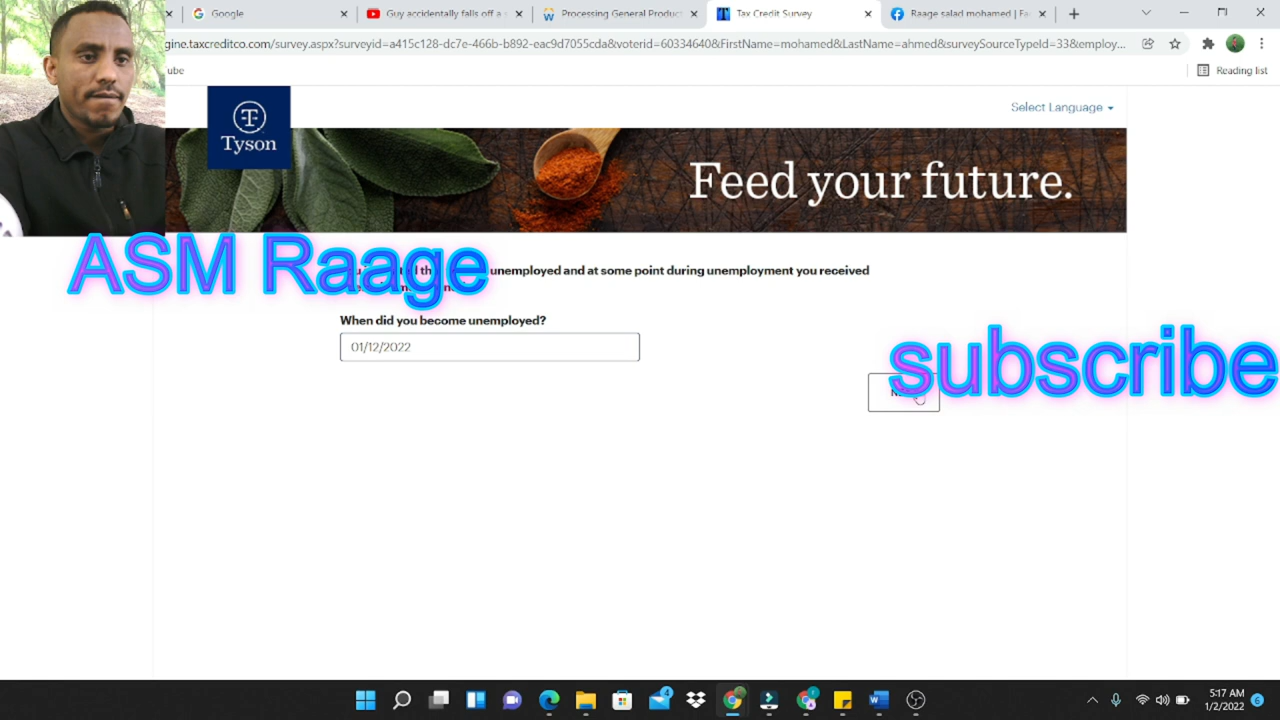 Google
Guy accidentally falls off a s
Processing General Product
Tax Credit Survey
Raage salad mohamed | Fa
gine.taxcreditco.com/survey.aspx?surveyid=a415c128-dc7e-466b-b892-eac9d7055cda&voterid=60334640&FirstName=mohamed&LastName=ahmed&surveySourceTypeId=33&employ...
ube
Reading list
Select Language
Tyson
Feed your future.
ASM Raage
unemployed and at some point during unemployment you received
When did you become unemployed?
01/12/2022
subscribe
4
5:17 AM
1/2/2022
6